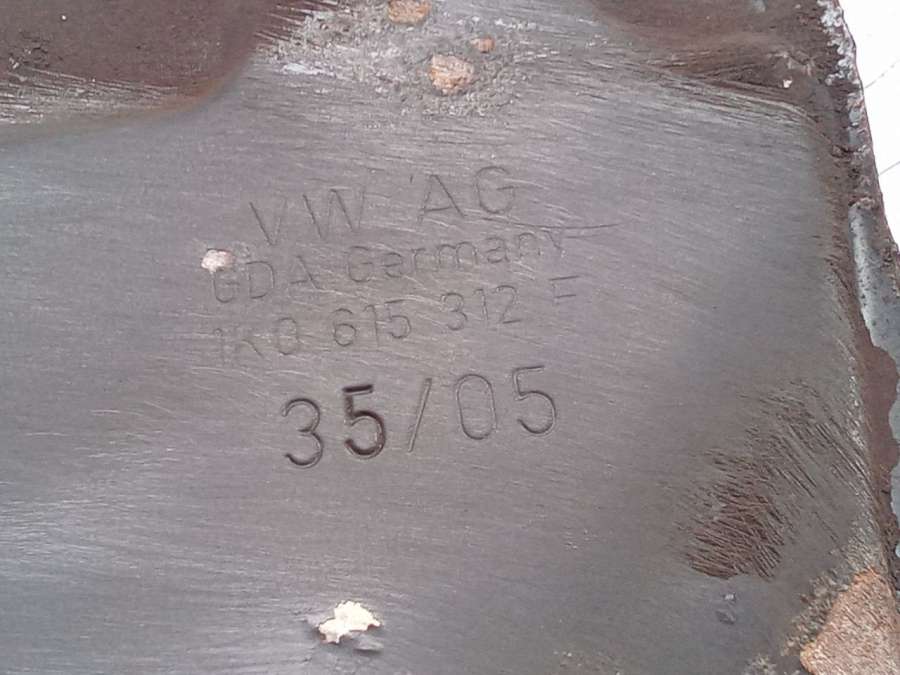 VW AG
GDA Germany
1K0 615 312 F
35/05